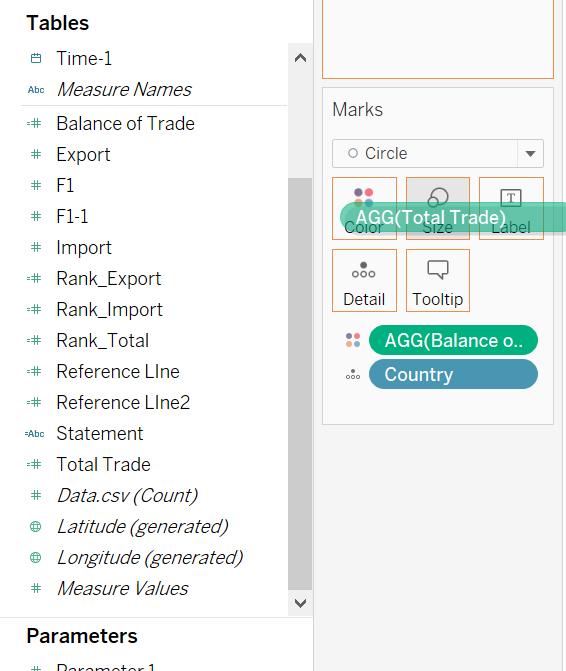 Tables
Time-1
Abc Measure Names
Balance of Trade
Export
F1
F1-1
Import
Rank_Export
Rank_Import
Rank_Total
Reference LIne
Reference LIne2
=Abc Statement
Total Trade
Data.csv (Count)
Latitude (generated)
Longitude (generated)
Measure Values
Parameters
Parameter 1
Marks
Circle
AGG(Total Trade)
Color Size Label
Detail Tooltip
AGG(Balance o..
Country